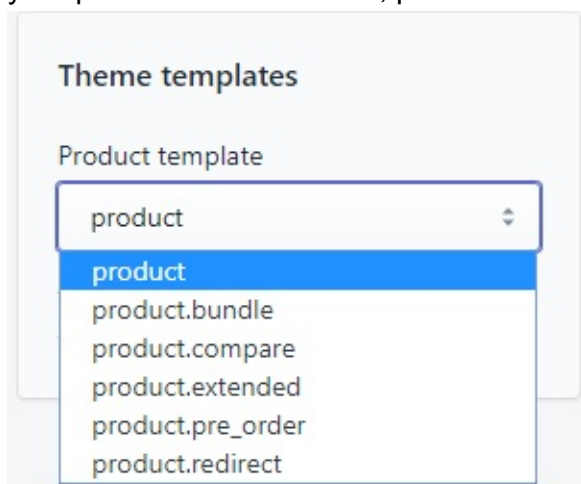 Theme templates
Product template
product
product
product.bundle
product.compare
product.extended
product.pre_order
product.redirect